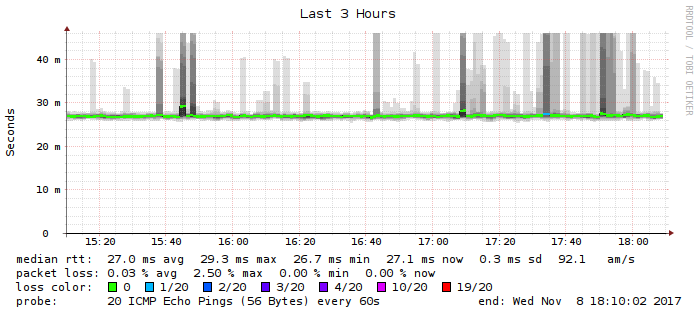 Last 3 Hours
RRDTOOL / TOBI OETIKER
Seconds
40 m
30 m
20 m
10 m
0
15:20 15:40 16:00 16:20 16:40 17:00 17:20 17:40 18:00
median rtt: 27.0 ms avg 29.3 ms max 26.7 ms min 27.1 ms now 0.3 ms sd 92.1 am/s
packet loss: 0.03 % avg 2.50 % max 0.00 % min 0.00 % now
loss color: 0 1/20 2/20 3/20 4/20 10/20 19/20
probe: 20 ICMP Echo Pings (56 Bytes) every 60s end: Wed Nov 8 18:10:02 2017